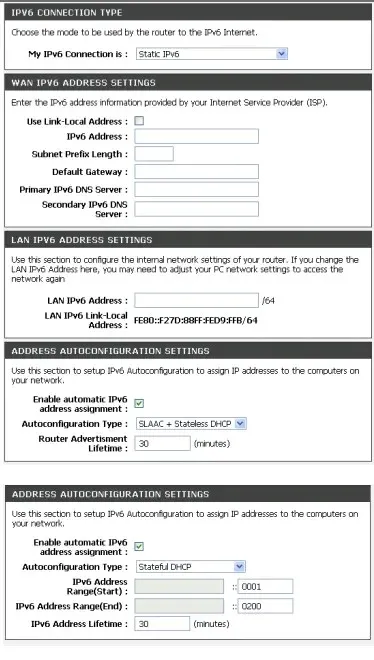 IPV6 CONNECTION TYPE
Choose the mode to be used by the router to the IPv6 Internet.
My IPv6 Connection is : Static IPv6
WAN IPV6 ADDRESS SETTINGS
Enter the IPv6 address information provided by your Internet Service Provider (ISP).
Use Link-Local Address :
IPv6 Address :
Subnet Prefix Length :
Default Gateway :
Primary IPv6 DNS Server :
Secondary IPv6 DNS
Server :
LAN IPV6 ADDRESS SETTINGS
Use this section to configure the internal network settings of your router. If you change the
LAN IPv6 Address here, you may need to adjust your PC network settings to access the
network again
LAN IPv6 Address : /64
LAN IPv6 Link-Local
Address : FE80::F27D:88FF:FED9:FFB/64
ADDRESS AUTOCONFIGURATION SETTINGS
Use this section to setup IPv6 Autoconfiguration to assign IP addresses to the computers on
your network.
Enable automatic IPv6
address assignment :
Autoconfiguration Type : SLAAC + Stateless DHCP
Router Advertisment
Lifetime : 30 (minutes)
ADDRESS AUTOCONFIGURATION SETTINGS
Use this section to setup IPv6 Autoconfiguration to assign IP addresses to the computers on
your network.
Enable automatic IPv6
address assignment :
Autoconfiguration Type : Stateful DHCP
IPv6 Address
Range(Start) : :: 0001
IPv6 Address Range(End) : :: 0200
IPv6 Address Lifetime : 30 (minutes)